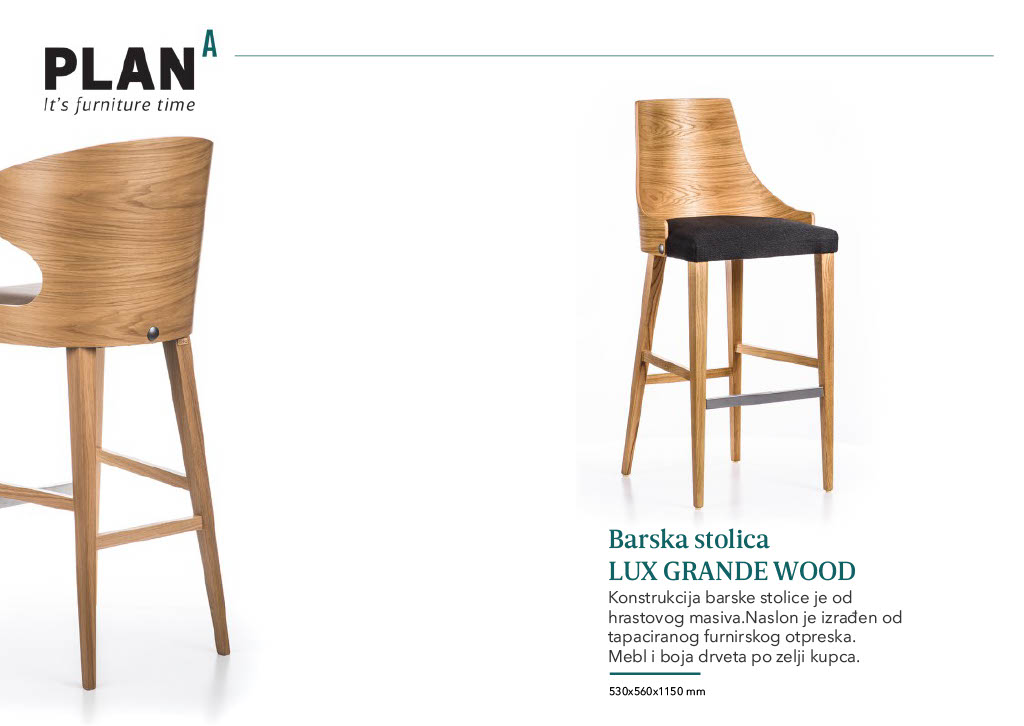 PLAN A
It's furniture time
Barska stolica
LUX GRANDE WOOD
Konstrukcija barske stolice je od
hrastovog masiva.Naslon je izrađen od
tapaciranog furnirskog otpreska.
Mebl i boja drveta po zelji kupca.
530x560x1150 mm